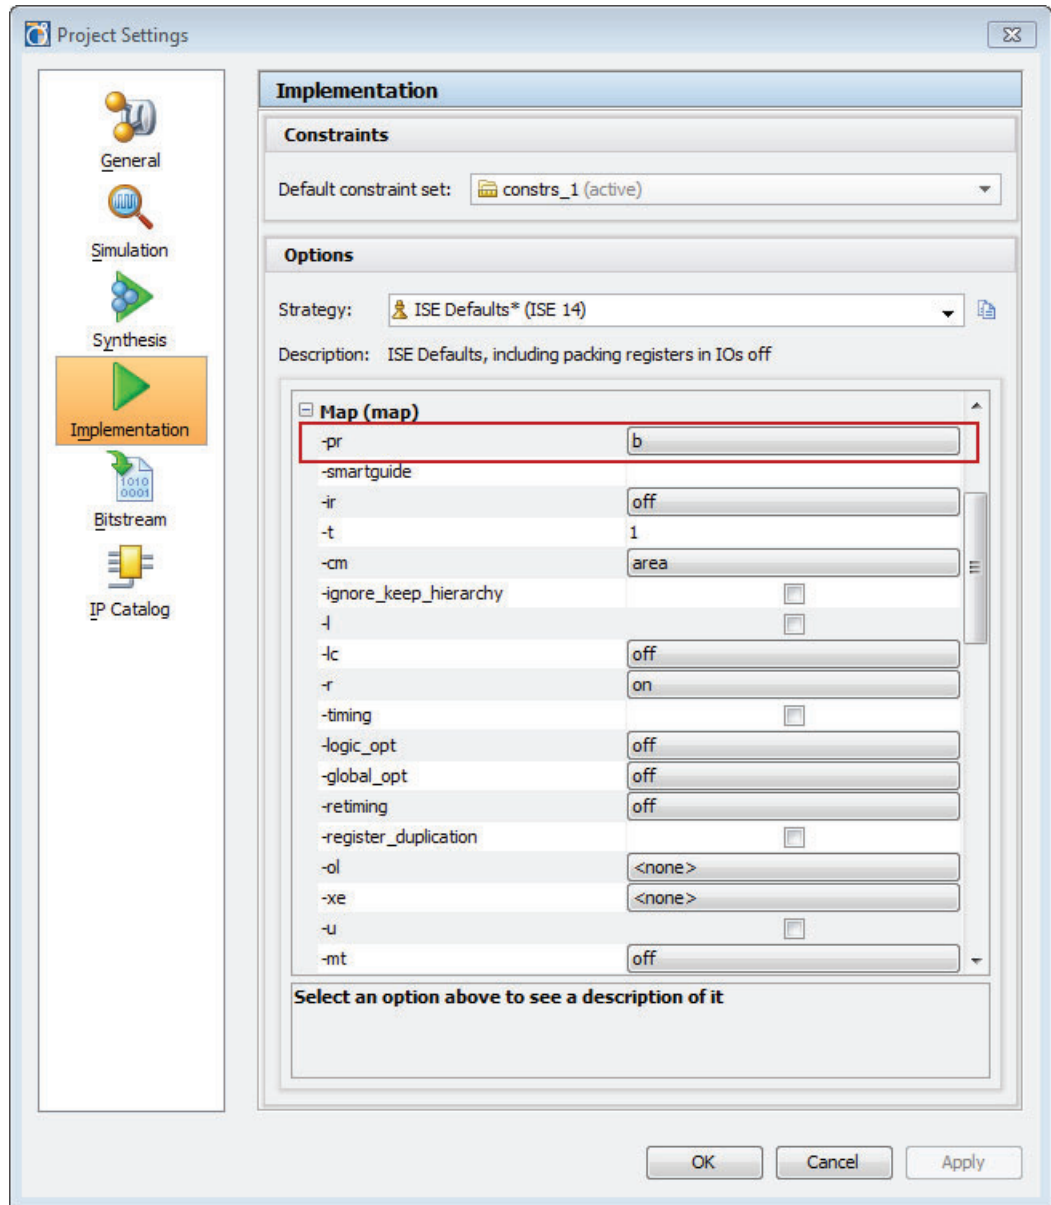 Project Settings
General
Simulation
Synthesis
Implementation
1010
0001
Bitstream
IP Catalog
Implementation
Constraints
Default constraint set: constrs_1 (active)
Options
Strategy: ISE Defaults* (ISE 14)
Description: ISE Defaults, including packing registers in IOs off
Map (map)
-pr b
-smartguide
-ir off
-t 1
-cm area
-ignore_keep_hierarchy
-l
-lc off
-r on
-timing
-logic_opt off
-global_opt off
-retiming off
-register_duplication
-ol <none>
-xe <none>
-u
-mt off
Select an option above to see a description of it
OK Cancel Apply